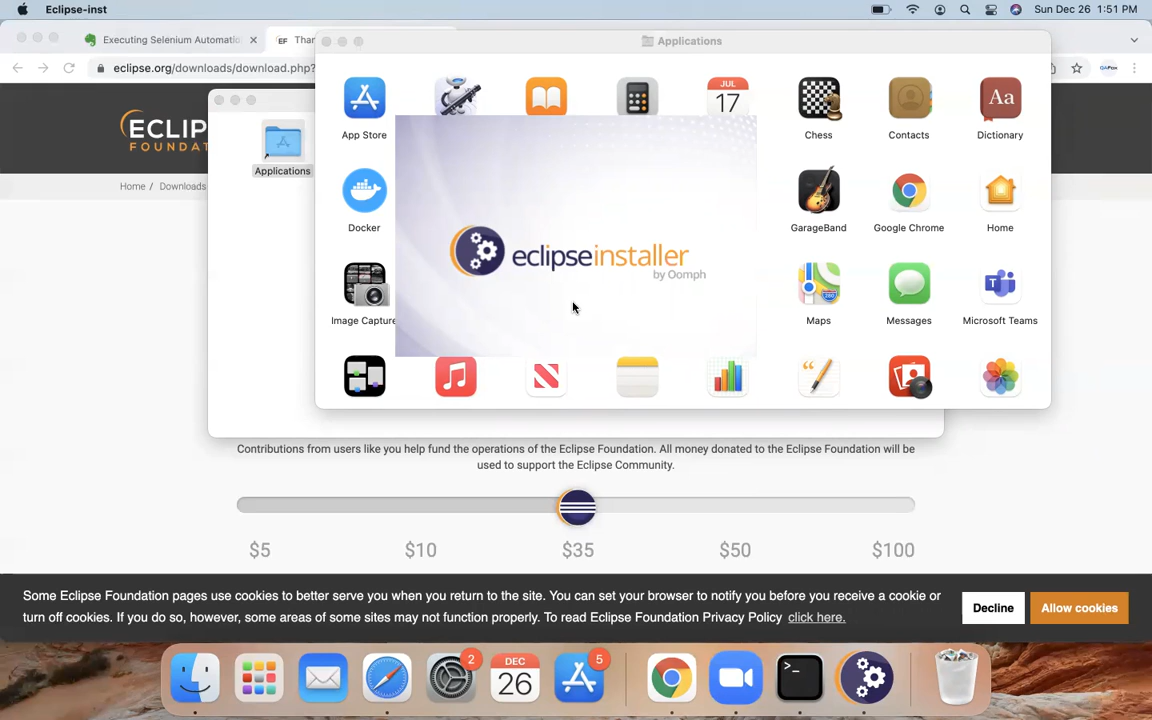 Eclipse-inst
Sun Dec 26 1:51 PM
Executing Selenium Automatio
EF Than
eclipse.org/downloads/download.php?
QAFox
ECLIP
FOUNDAT
Home / Downloads
Applications
Applications
App Store
JUL
17
Chess
Contacts
Aa
Dictionary
Docker
GarageBand
Google Chrome
Home
eclipseinstaller
by Oomph
Image Capture
280
Maps
Messages
T
Microsoft Teams
Contributions from users like you help fund the operations of the Eclipse Foundation. All money donated to the Eclipse Foundation will be
used to support the Eclipse Community.
$5
$10
$35
$50
$100
Some Eclipse Foundation pages use cookies to better serve you when you return to the site. You can set your browser to notify you before you receive a cookie or
turn off cookies. If you do so, however, some areas of some sites may not function properly. To read Eclipse Foundation Privacy Policy click here.
Decline
Allow cookies
2
DEC
26
5
>_